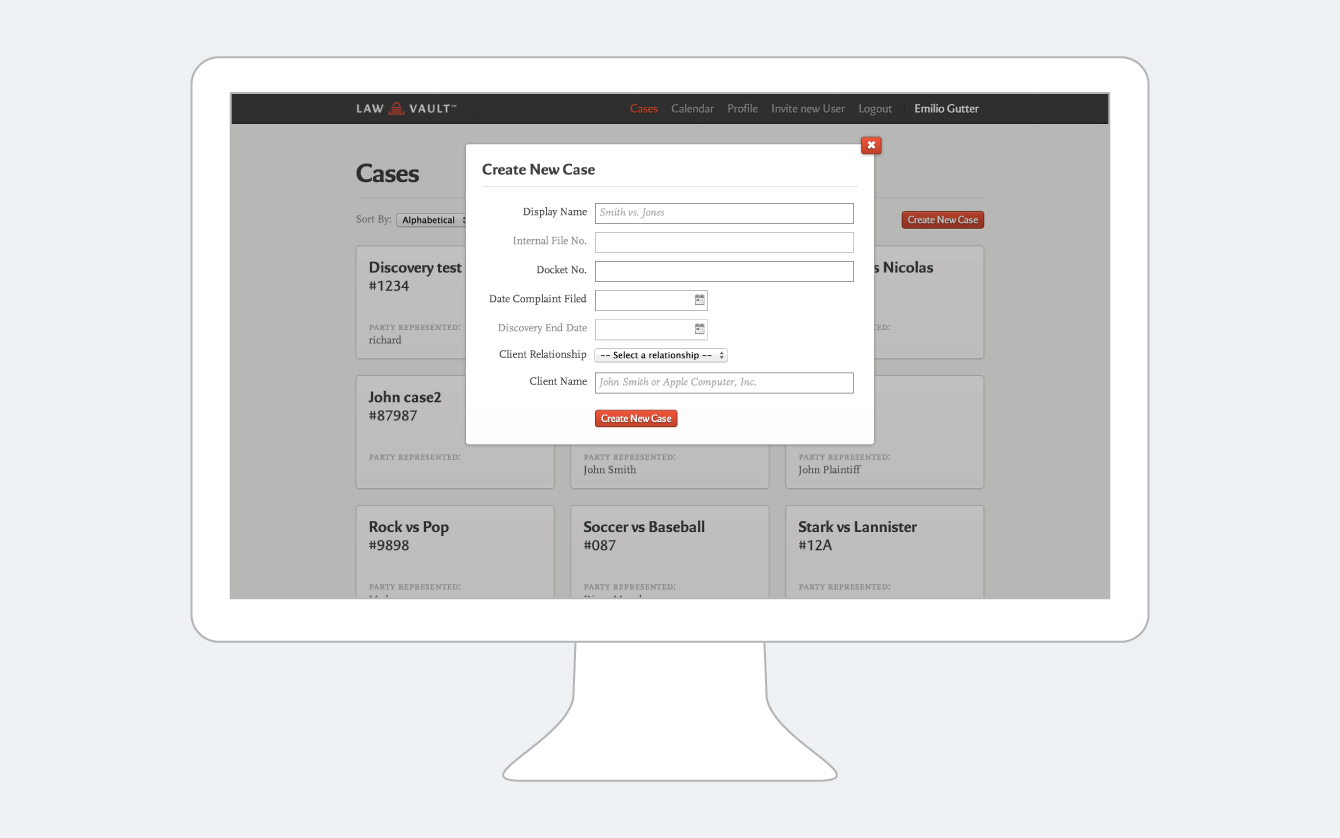 LAW VAULT™ Cases Calendar Profile Invite new User Logout Emilio Gutter
Cases
Sort By: Alphabetical
Create New Case
Create New Case
Display Name Smith vs. Jones
Internal File No.
Docket No.
Date Complaint Filed
Discovery End Date
Client Relationship -- Select a relationship --
Client Name John Smith or Apple Computer, Inc.
Create New Case
Discovery test
#1234
PARTY REPRESENTED:
richard
Nicolas
John case2
#87987
PARTY REPRESENTED:
PARTY REPRESENTED:
John Smith
PARTY REPRESENTED:
John Plaintiff
Rock vs Pop
#9898
PARTY REPRESENTED:
Soccer vs Baseball
#087
PARTY REPRESENTED:
Stark vs Lannister
#12A
PARTY REPRESENTED: